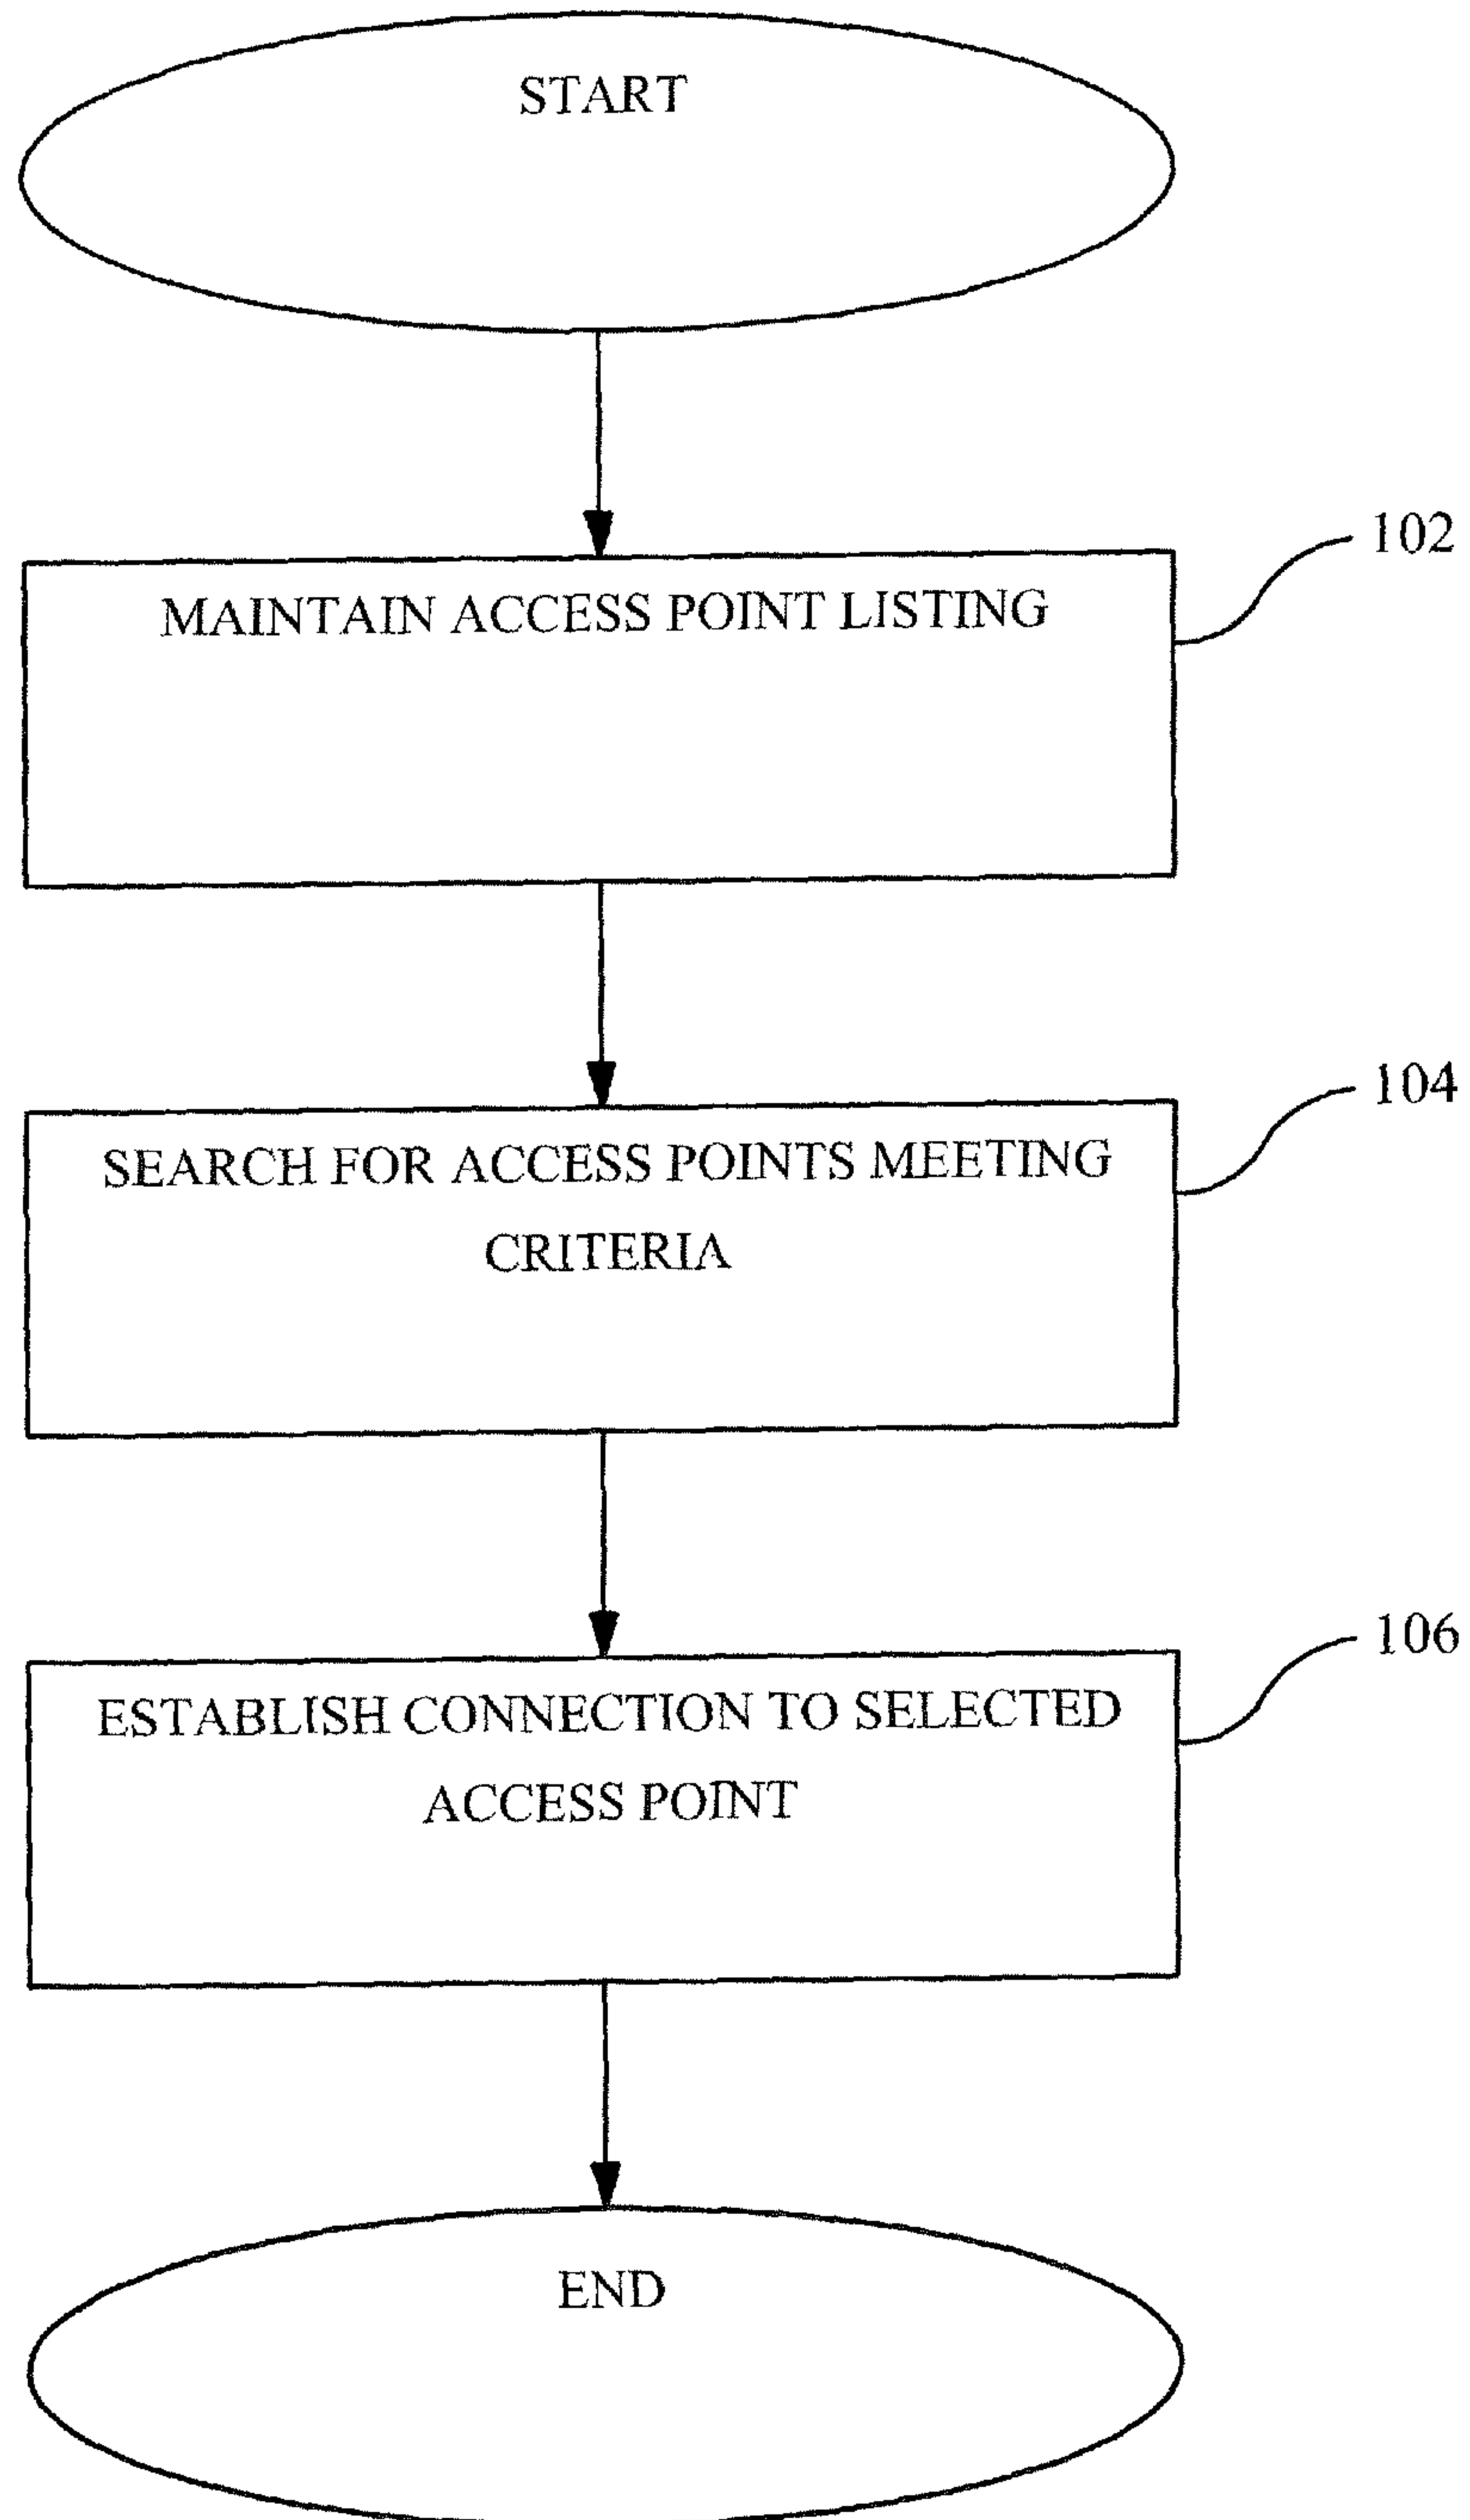 START
102
MAINTAIN ACCESS POINT LISTING
104
SEARCH FOR ACCESS POINTS MEETING
CRITERIA
106
ESTABLISH CONNECTION TO SELECTED
ACCESS POINT
END